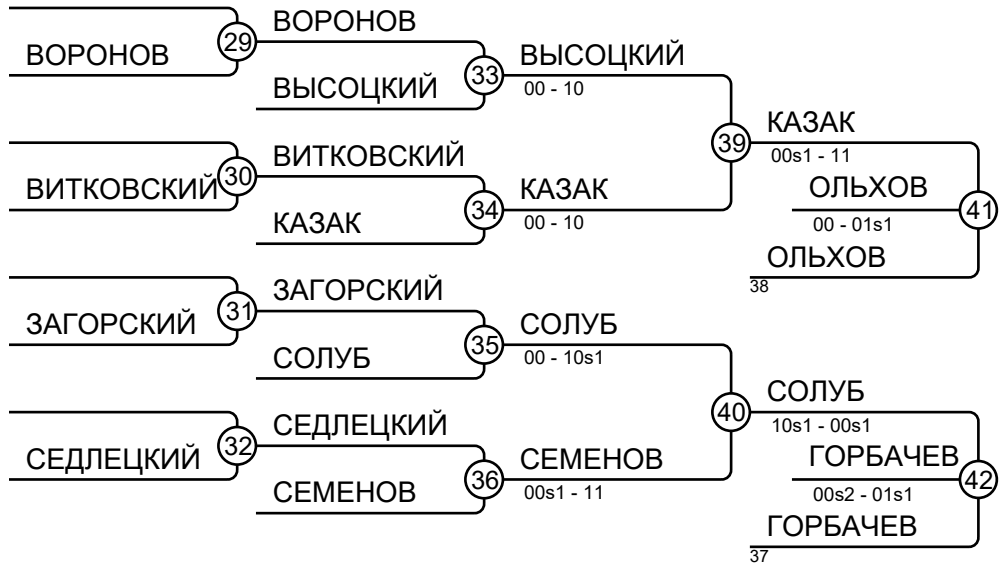 ВОРОНОВ
29
ВОРОНОВ
ВЫСОЦКИЙ
33
ВЫСОЦКИЙ
00 - 10
ВИТКОВСКИЙ
30
ВИТКОВСКИЙ
КАЗАК
34
КАЗАК
00 - 10
39
КАЗАК
00s1 - 11
ОЛЬХОВ
00 - 01s1
41
ОЛЬХОВ
38
ЗАГОРСКИЙ
31
ЗАГОРСКИЙ
СОЛУБ
35
СОЛУБ
00 - 10s1
СЕДЛЕЦКИЙ
32
СЕДЛЕЦКИЙ
СЕМЕНОВ
36
СЕМЕНОВ
00s1 - 11
40
СОЛУБ
10s1 - 00s1
ГОРБАЧЕВ
00s2 - 01s1
42
ГОРБАЧЕВ
37